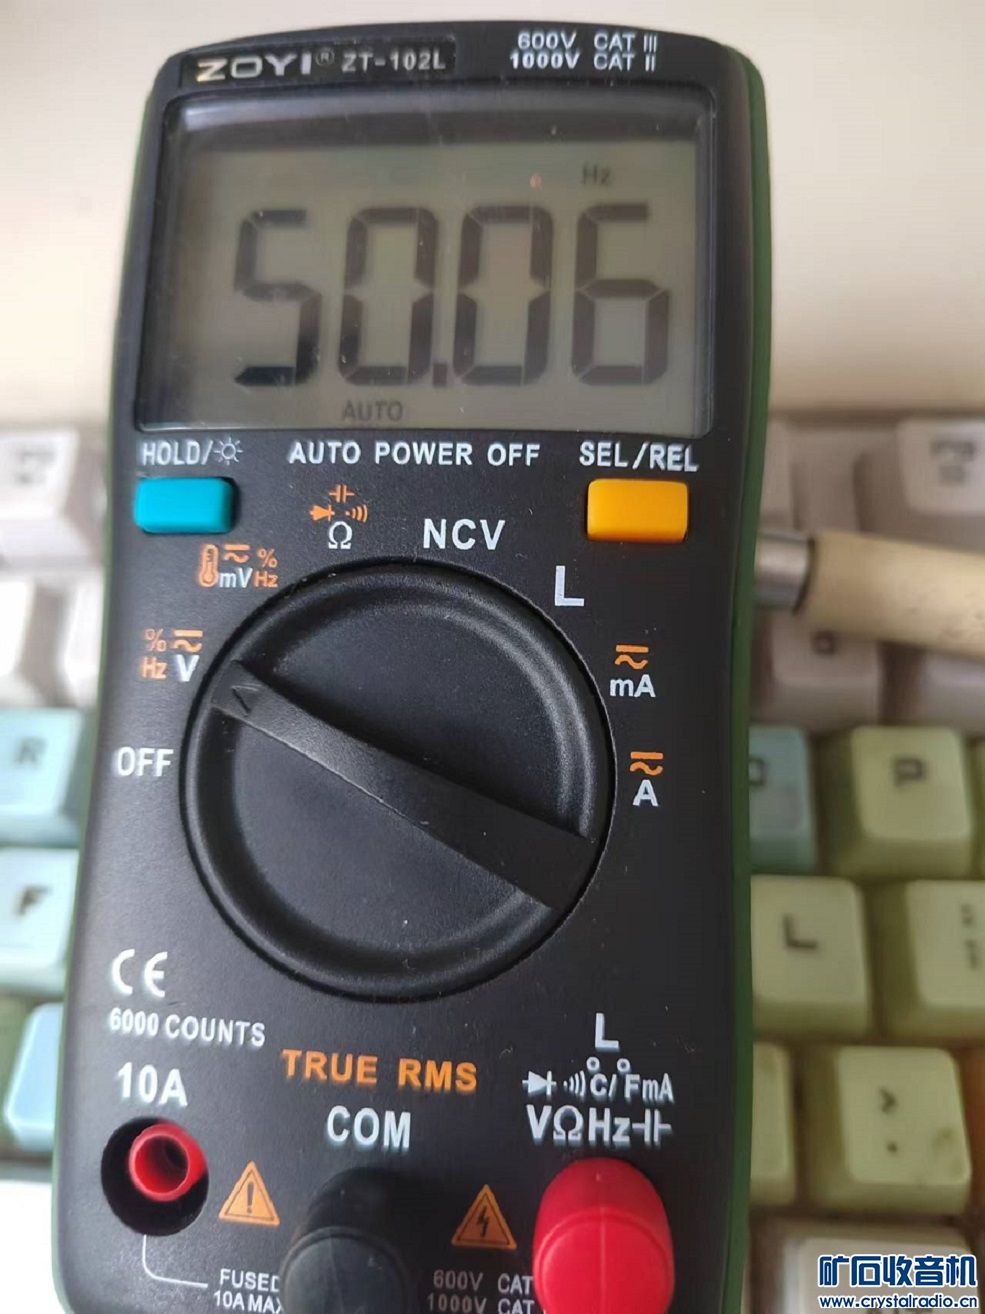 ZOYI® ZT-102L
600V CAT III
1000V CAT II
Hz
50.06
AUTO
HOLD/
AUTO POWER OFF
SEL/REL
Ω
NCV
mV
%
Hz
L
%
Hz V
mA
OFF
A
CE
6000 COUNTS
10A
TRUE RMS
COM
L
°C/°F mA
VΩHz
FUSED
10A MAX
600V CAT
1000V CAT
R
P
F
L
矿石收音机
www.crystalradio.cn